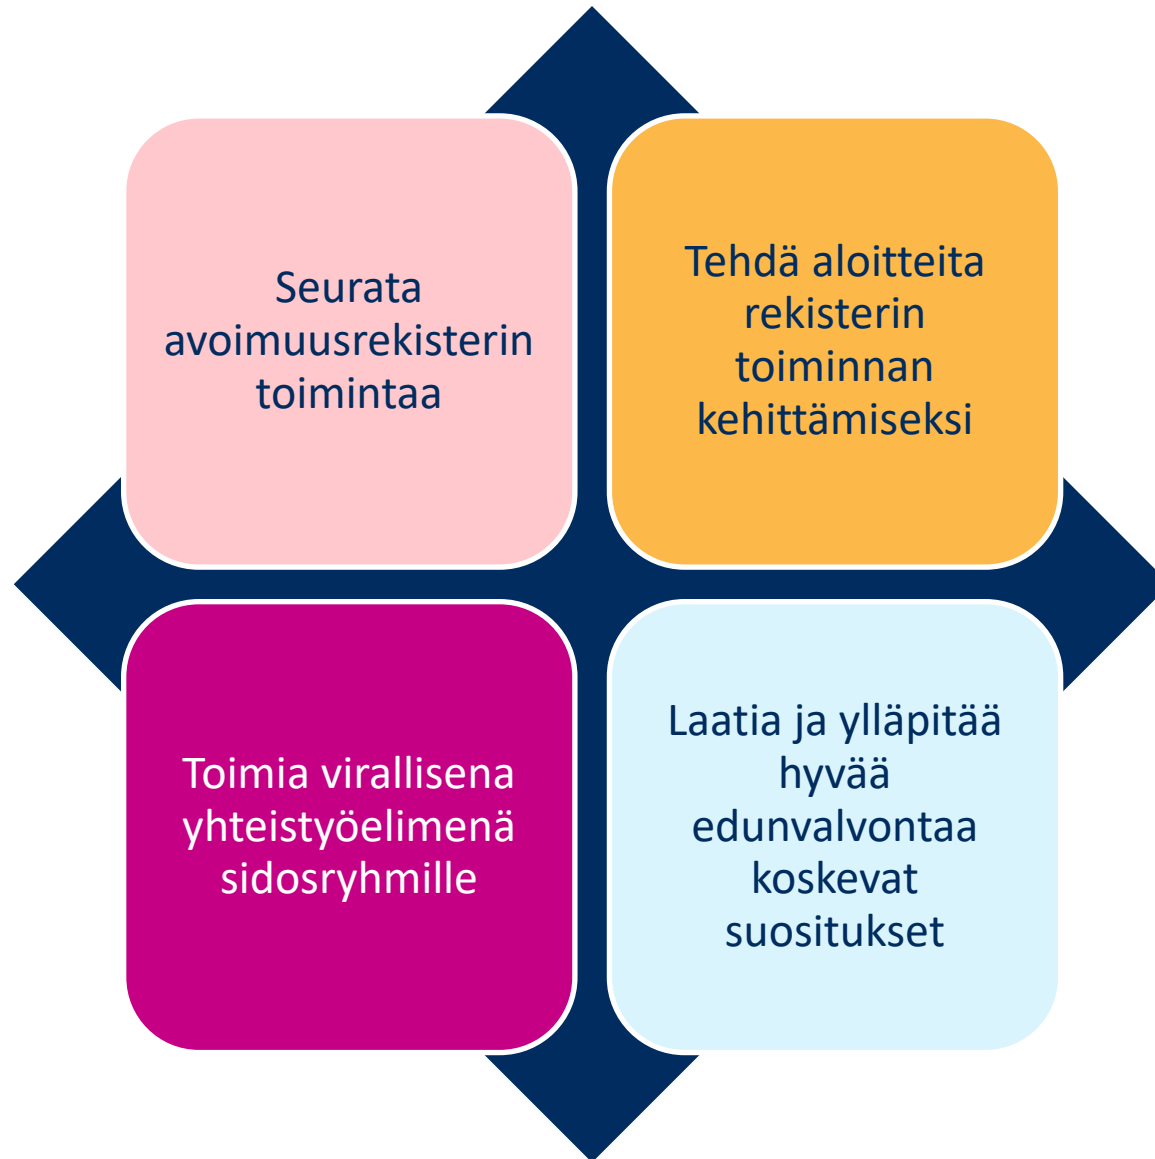 Seurata
avoimuusrekisterin
toimintaa
Tehdä aloitteita
rekisterin
toiminnan
kehittämiseksi
Toimia virallisena
yhteistyöelimenä
sidosryhmille
Laatia ja ylläpitää
hyvää
edunvalvontaa
koskevat
suositukset